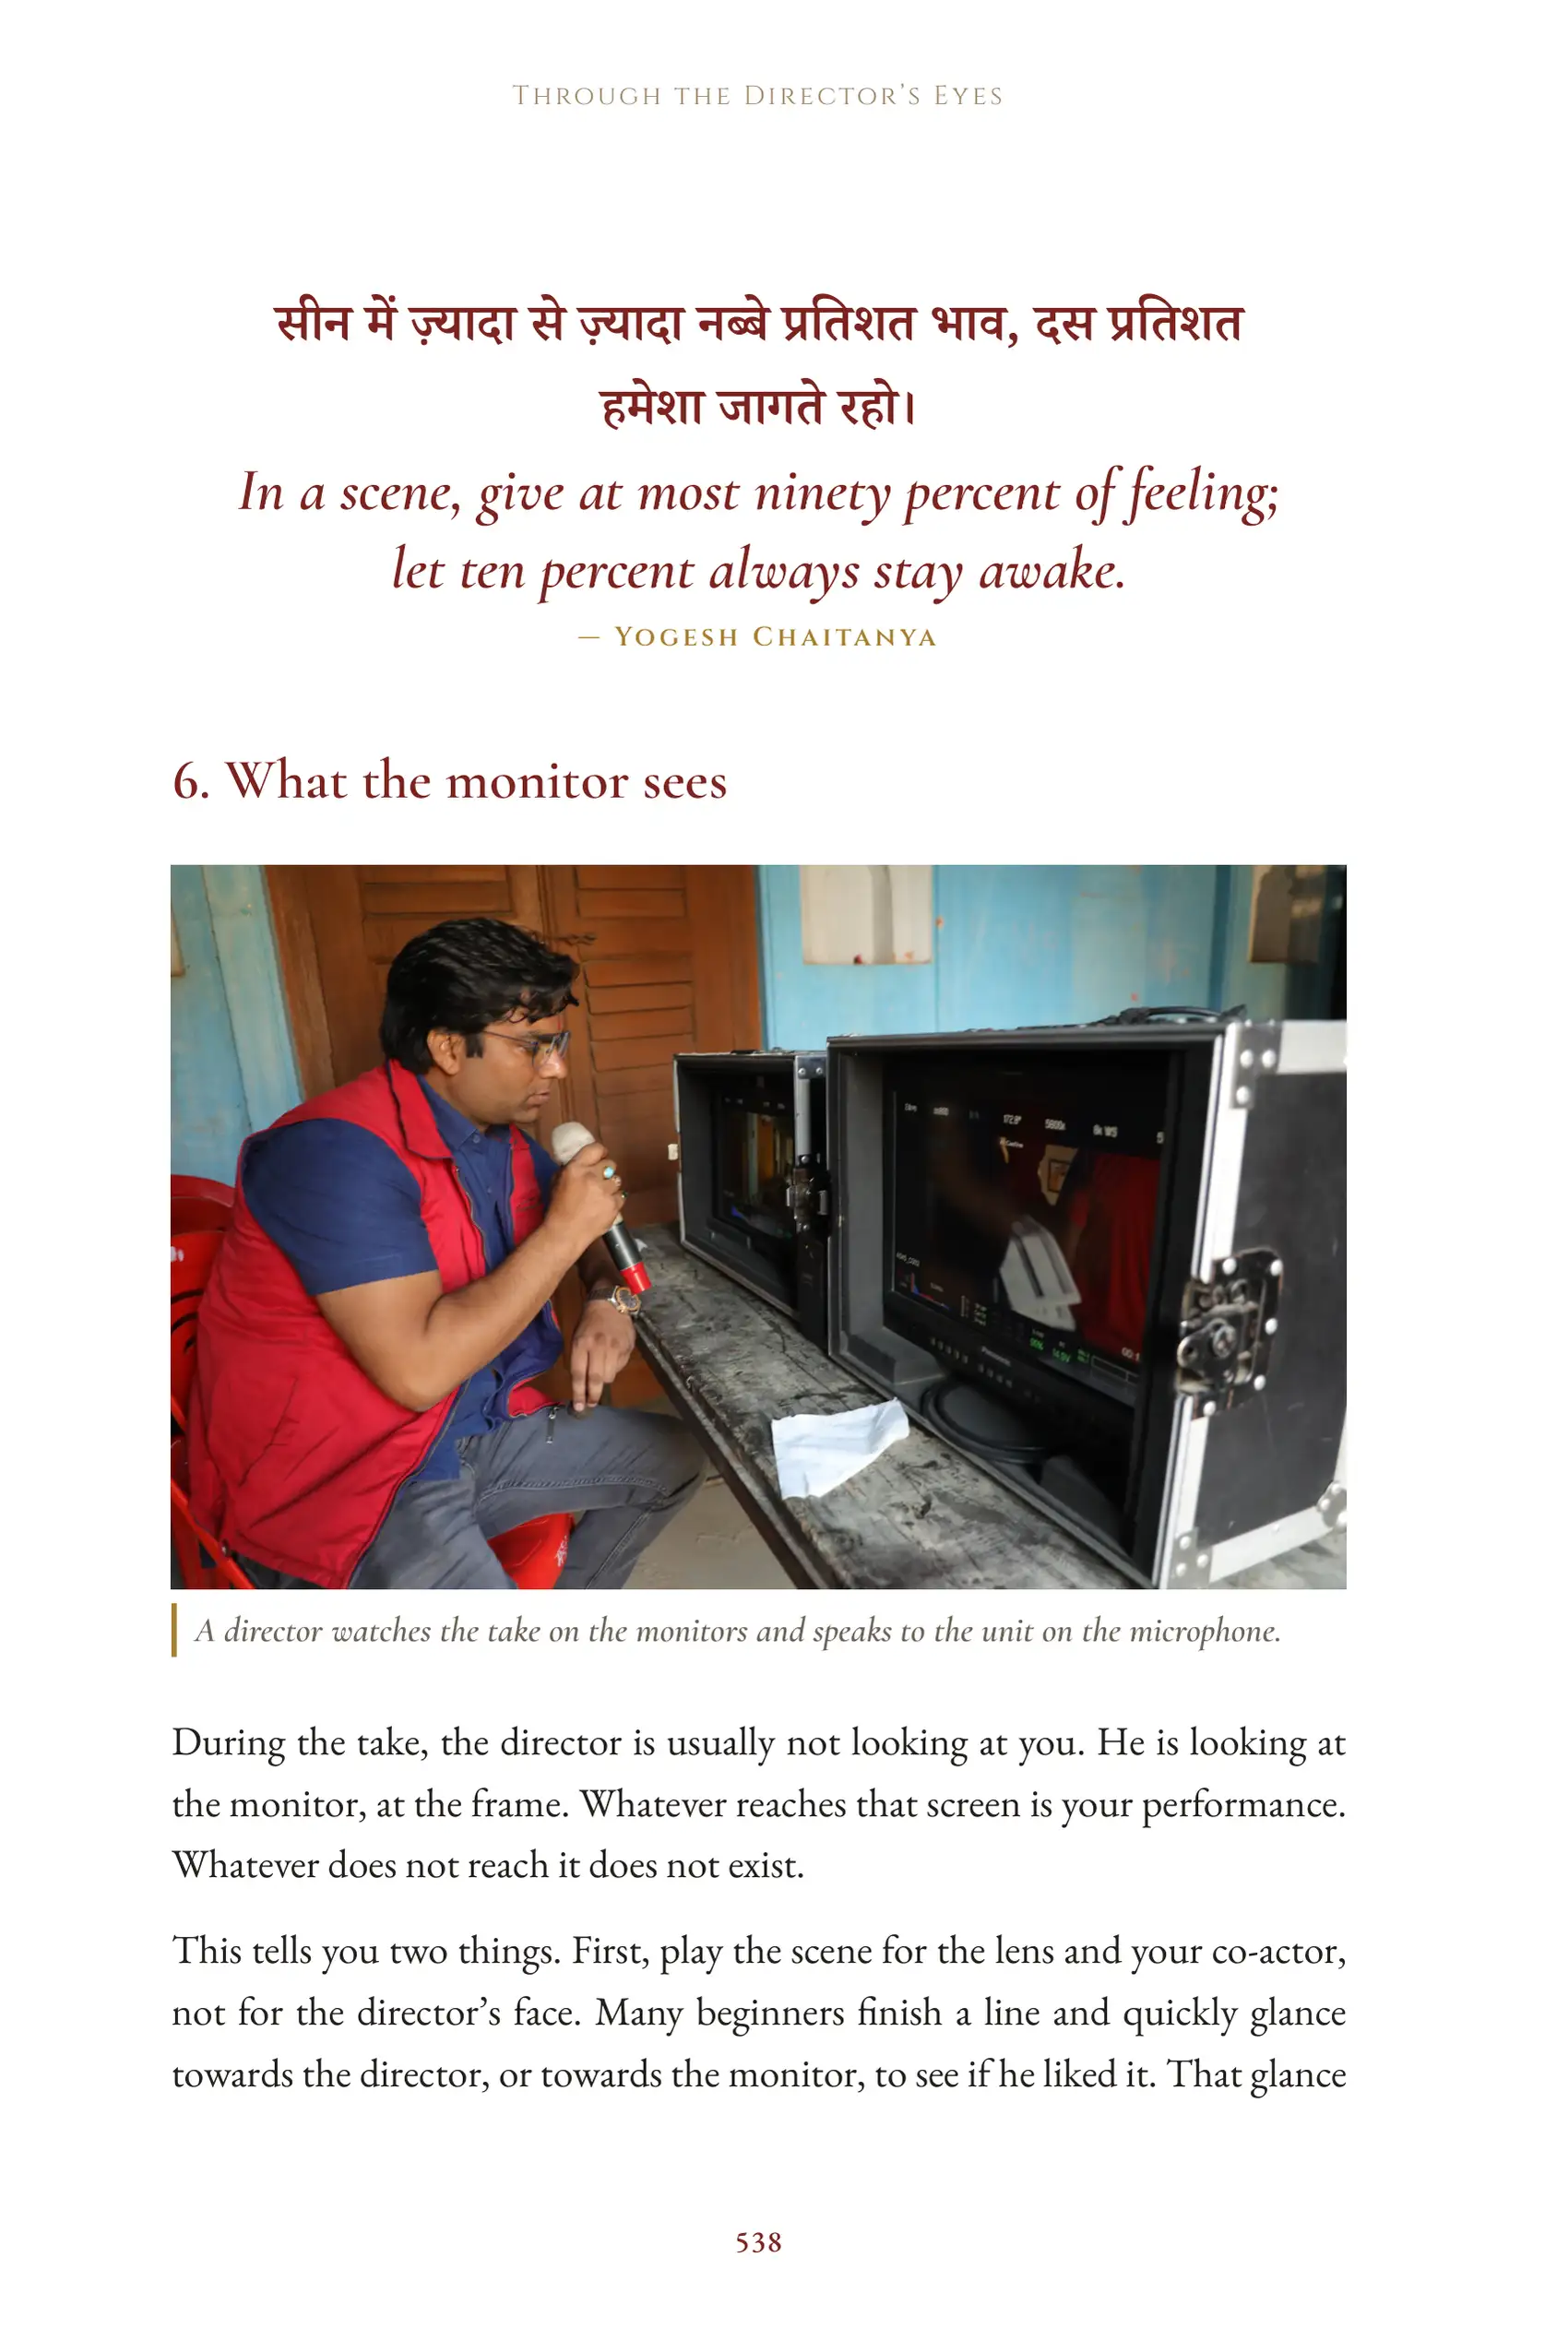 THROUGH THE DIRECTOR'S EYES
सीन में ज़्यादा से ज़्यादा नब्बे प्रतिशत भाव, दस प्रतिशत
हमेशा जागते रहो।
In a scene, give at most ninety percent of feeling;
let ten percent always stay awake.
— YOGESH CHAITANYA
6. What the monitor sees
172.8°
5600K
6k WS
Panasonic
A director watches the take on the monitors and speaks to the unit on the microphone.
During the take, the director is usually not looking at you. He is looking at
the monitor, at the frame. Whatever reaches that screen is your performance.
Whatever does not reach it does not exist.
This tells you two things. First, play the scene for the lens and your co-actor,
not for the director's face. Many beginners finish a line and quickly glance
towards the director, or towards the monitor, to see if he liked it. That glance
538